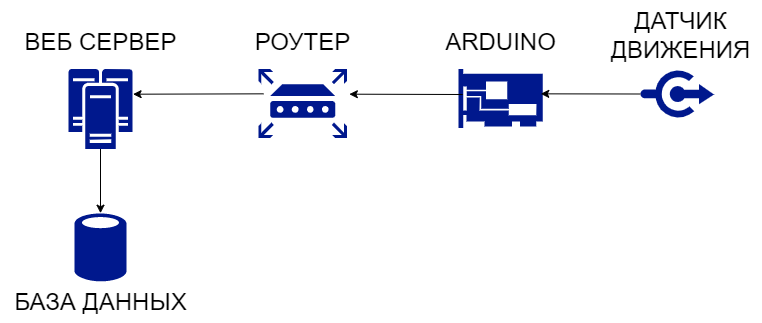 ВЕБ СЕРВЕР
РОУТЕР
ARDUINO
ДАТЧИК
ДВИЖЕНИЯ
БАЗА ДАННЫХ